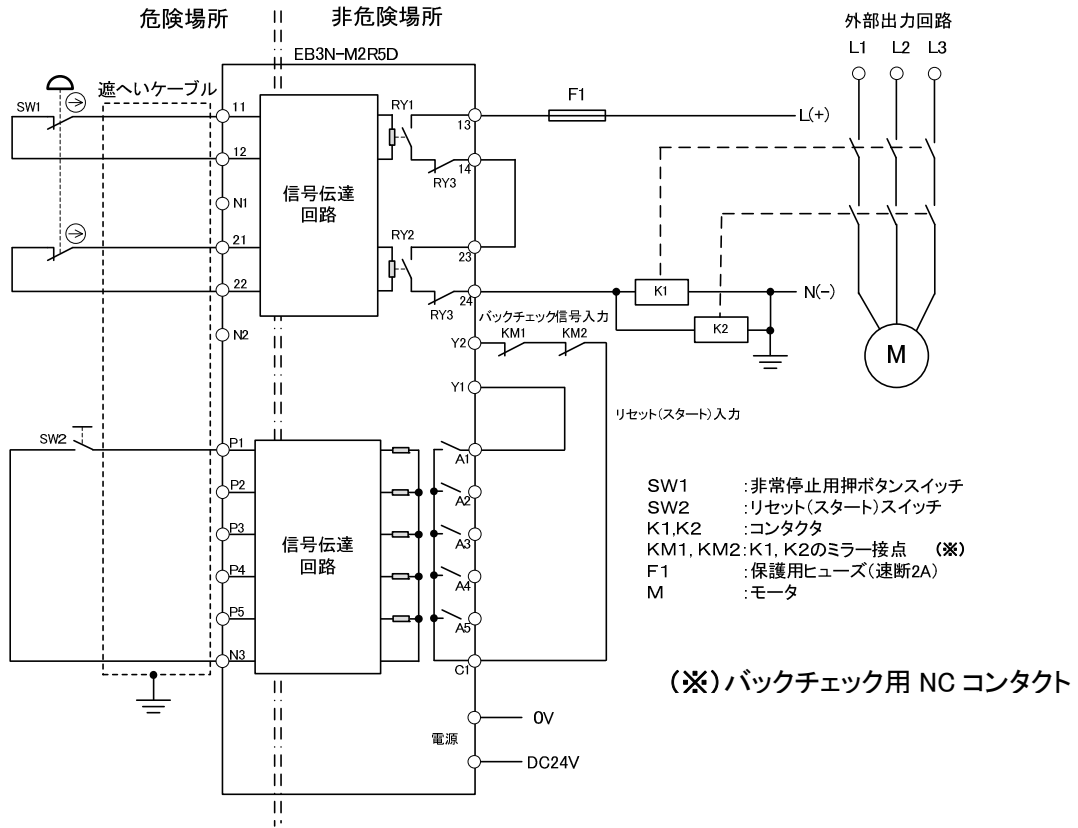 危険場所
非危険場所
外部出力回路
L1 L2 L3
EB3N-M2R5D
遮へいケーブル
SW1
11
12
N1
21
22
N2
信号伝達
回路
RY1
RY3
RY2
RY3
13
14
23
24
F1
L(+)
K1
N(-)
K2
M
バックチェック信号入力
KM1 KM2
Y2
Y1
リセット(スタート)入力
SW2
P1
P2
P3
P4
P5
N3
信号伝達
回路
A1
A2
A3
A4
A5
C1
電源
0V
DC24V
SW1 :非常停止用押ボタンスイッチ
SW2 :リセット(スタート)スイッチ
K1,K2 :コンタクタ
KM1, KM2:K1, K2のミラー接点 (※)
F1 :保護用ヒューズ(速断2A)
M :モータ
(※)バックチェック用 NC コンタクト